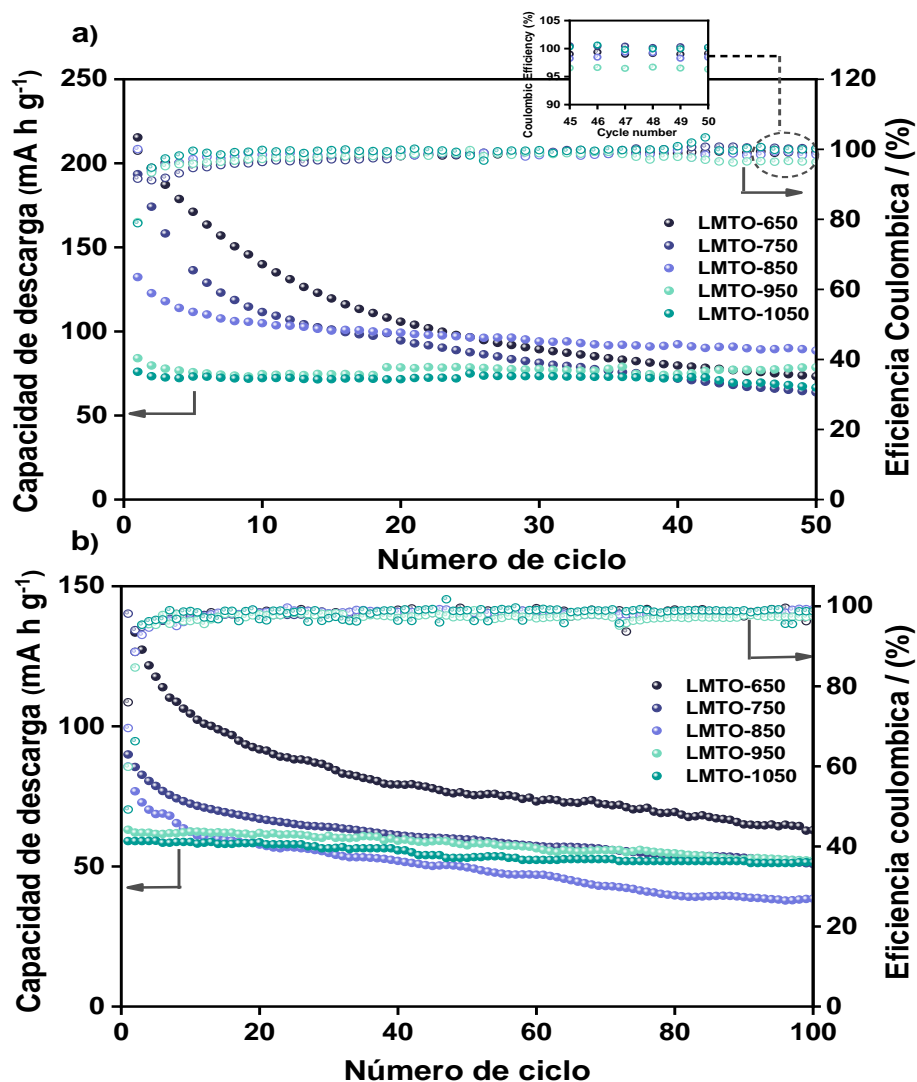 a)
Coulombic Efficiency (%)
105
100
95
90
45 46 47 48 49 50
Cycle number
Capacidad de descarga (mA h g⁻¹)
250
200
150
100
50
0
120
100
80
60
40
20
0
Eficiencia Coulombica / (%)
LMTO-650
LMTO-750
LMTO-850
LMTO-950
LMTO-1050
0 10 20 30 40 50
Número de ciclo
b)
Capacidad de descarga (mA h g⁻¹)
150
100
50
0
100
80
60
40
20
0
Eficiencia coulombica / (%)
LMTO-650
LMTO-750
LMTO-850
LMTO-950
LMTO-1050
0 20 40 60 80 100
Número de ciclo